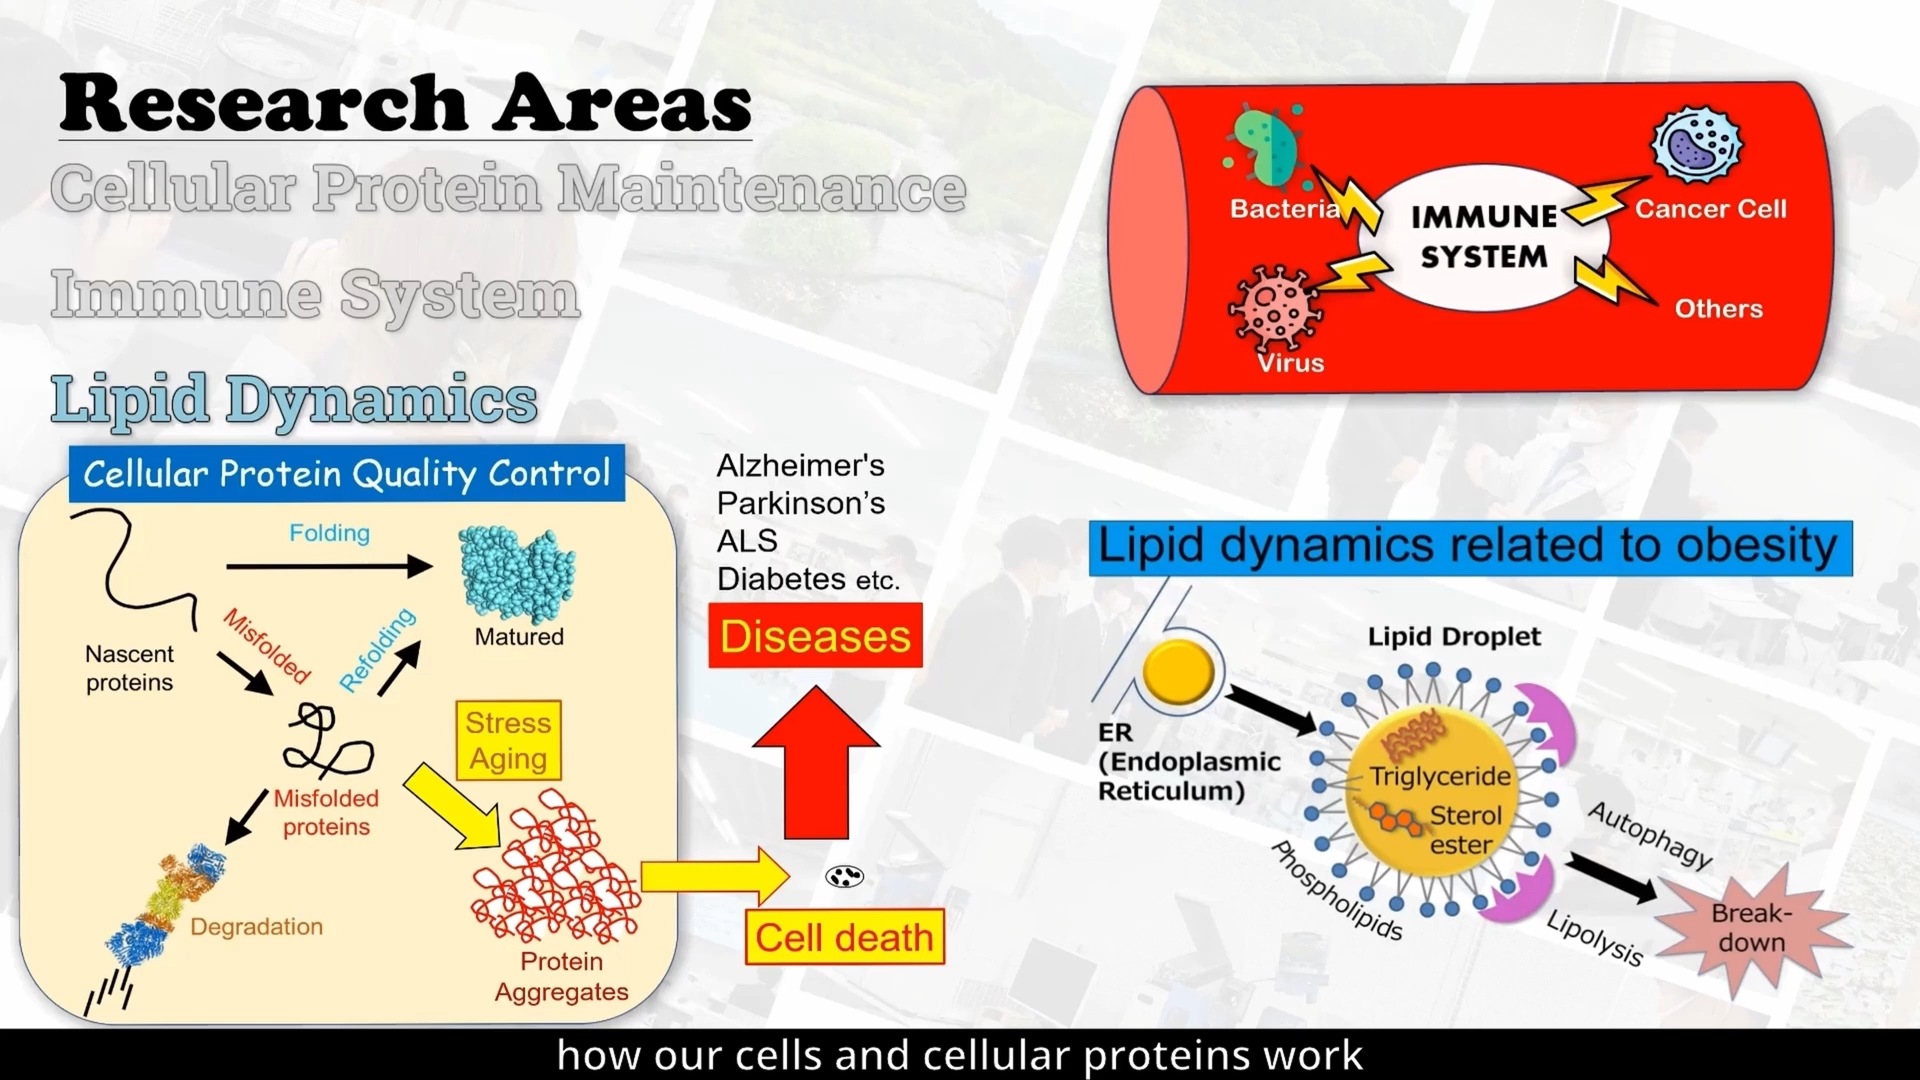 Research Areas
Cellular Protein Maintenance
Immune System
Lipid Dynamics
Cellular Protein Quality Control
Folding
Misfolded
Refolding
Matured
Nascent
proteins
Stress
Aging
Misfolded
proteins
Degradation
Protein
Aggregates
Alzheimer's
Parkinson’s
ALS
Diabetes etc.
Diseases
Cell death
Bacteria
IMMUNE
SYSTEM
Cancer Cell
Virus
Others
Lipid dynamics related to obesity
Lipid Droplet
ER
(Endoplasmic
Reticulum)
Triglyceride
Sterol
ester
Phospholipids
Autophagy
Lipolysis
Break-
down
how our cells and cellular proteins work